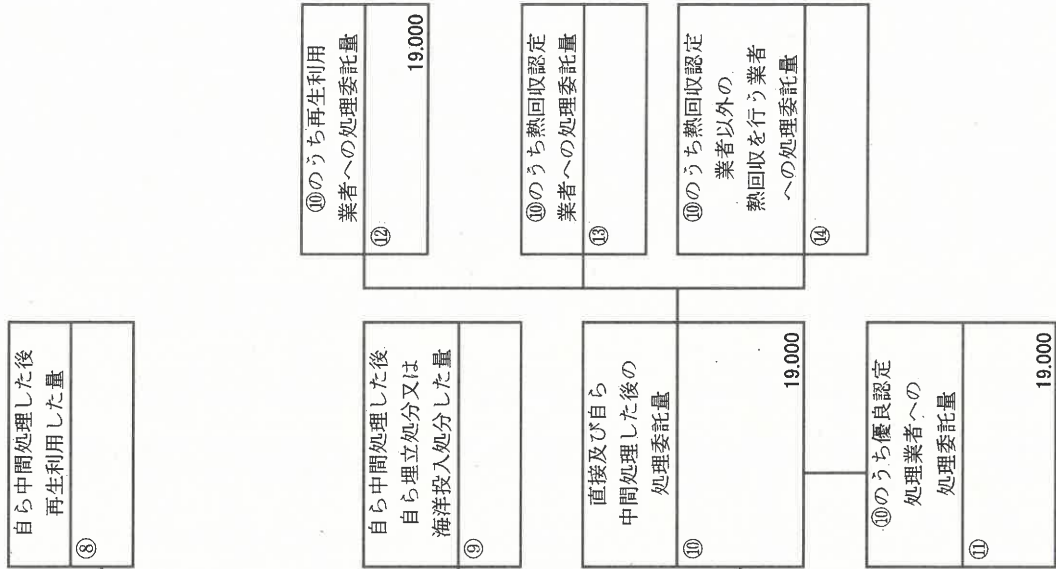 自ら中間処理した後
再生利用した量
⑧
自ら中間処理した後
自ら埋立処分又は
海洋投入処分した量
⑨
直接及び自ら
中間処理した後の
処理委託量
⑩
19.000
⑩のうち優良認定
処理業者への
処理委託量
⑪
19.000
⑩のうち再生利用
業者への処理委託量
⑫
19.000
⑩のうち熱回収認定
業者への処理委託量
⑬
⑩のうち熱回収認定
業者以外の
熱回収を行う業者
への処理委託量
⑭